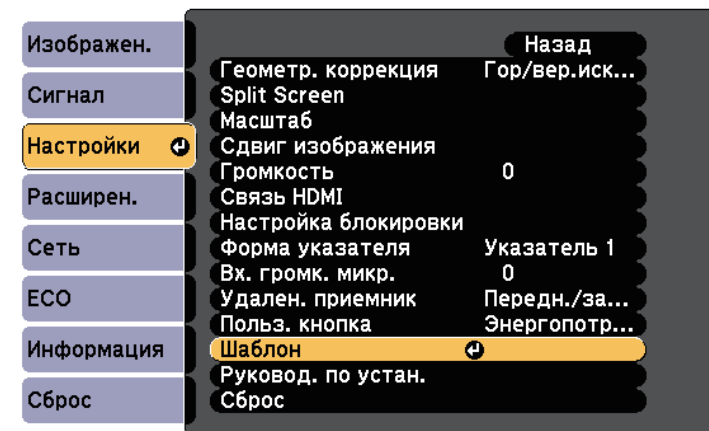 Изображен.
Сигнал
Настройки
Расширен.
Сеть
ECO
Информация
Сброс
Назад
Геометр. коррекция Гор/вер.иск...
Split Screen
Масштаб
Сдвиг изображения
Громкость 0
Связь HDMI
Настройка блокировки
Форма указателя Указатель 1
Вх. громк. микр. 0
Удален. приемник Передн./за...
Польз. кнопка Энергопотр...
Шаблон
Руковод. по устан.
Сброс